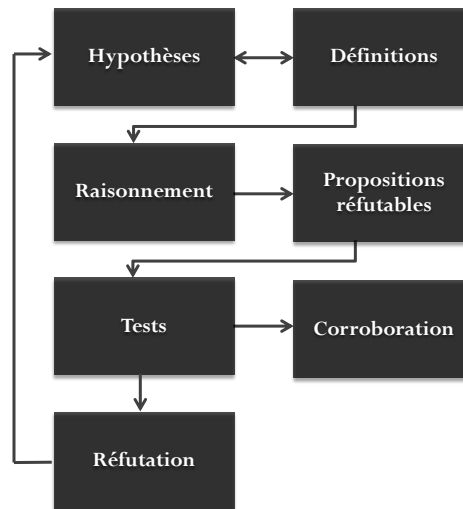 Hypothèses
Définitions
Raisonnement
Propositions
réfutables
Tests
Corroboration
Réfutation